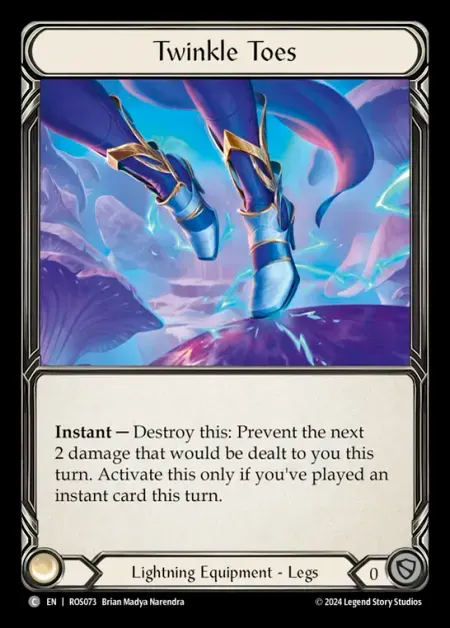 Twinkle Toes
Instant — Destroy this: Prevent the next
2 damage that would be dealt to you this
turn. Activate this only if you've played an
instant card this turn.
Lightning Equipment - Legs
0
C EN | ROS073 Brian Madya Narendra
© 2024 Legend Story Studios